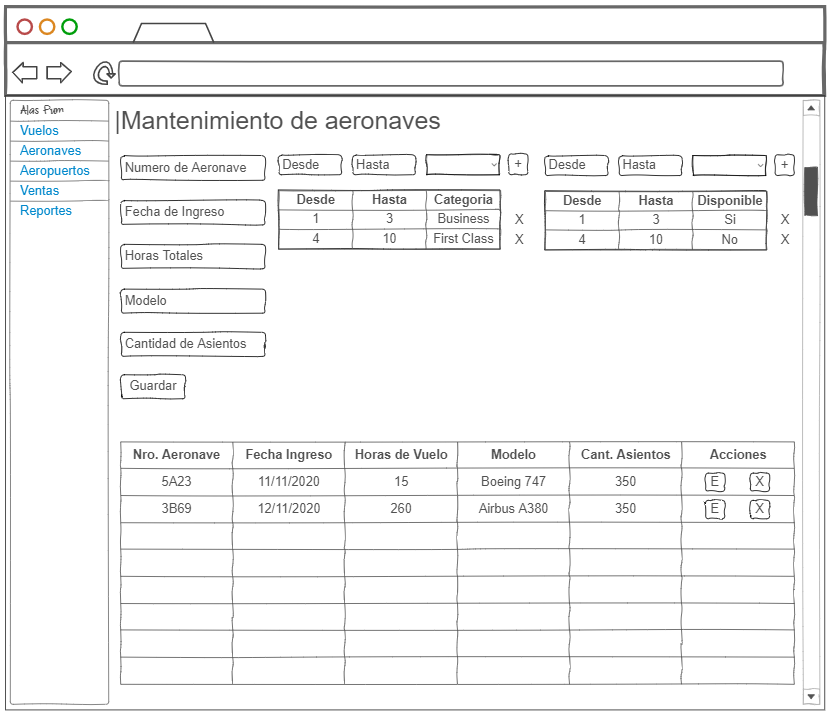 Alas Pum
Vuelos
Aeronaves
Aeropuertos
Ventas
Reportes
Mantenimiento de aeronaves
Numero de Aeronave
Fecha de Ingreso
Horas Totales
Modelo
Cantidad de Asientos
Guardar
Desde Hasta +
Desde Hasta Categoria
1 3 Business X
4 10 First Class X
Desde Hasta +
Desde Hasta Disponible
1 3 Si X
4 10 No X
Nro. Aeronave Fecha Ingreso Horas de Vuelo Modelo Cant. Asientos Acciones
5A23 11/11/2020 15 Boeing 747 350 E X
3B69 12/11/2020 260 Airbus A380 350 E X